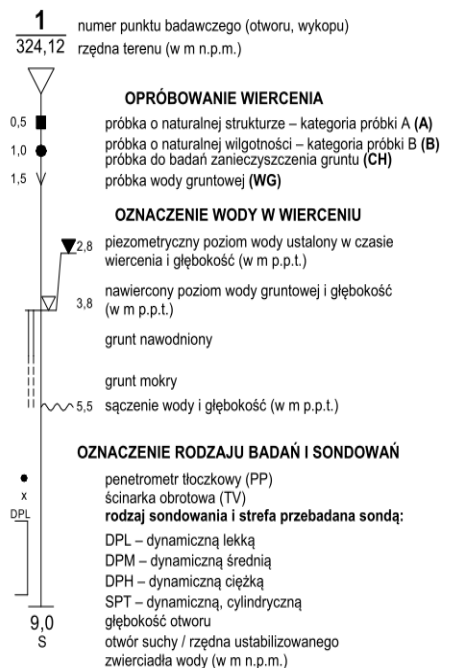 1 numer punktu badawczego (otworu, wykopu)
324,12 rzędna terenu (w m n.p.m.)
OPRÓBOWANIE WIERCENIA
0,5 próbka o naturalnej strukturze – kategoria próbki A (A)
1,0 próbka o naturalnej wilgotności – kategoria próbki B (B)
próbka do badań zanieczyszczenia gruntu (CH)
1,5 próbka wody gruntowej (WG)
OZNACZENIE WODY W WIERCENIU
2,8 piezometryczny poziom wody ustalony w czasie
wiercenia i głębokość (w m p.p.t.)
3,8 nawiercony poziom wody gruntowej i głębokość
(w m p.p.t.)
grunt nawodniony
grunt mokry
5,5 sączenie wody i głębokość (w m p.p.t.)
OZNACZENIE RODZAJU BADAŃ I SONDOWAŃ
penetrometr tłoczkowy (PP)
x ścinarka obrotowa (TV)
DPL rodzaj sondowania i strefa przebadana sondą:
DPL – dynamiczną lekką
DPM – dynamiczną średnią
DPH – dynamiczną ciężką
SPT – dynamiczną, cylindryczną
9,0 głębokość otworu
S otwór suchy / rzędna ustabilizowanego
zwierciadła wody (w m n.p.m.)